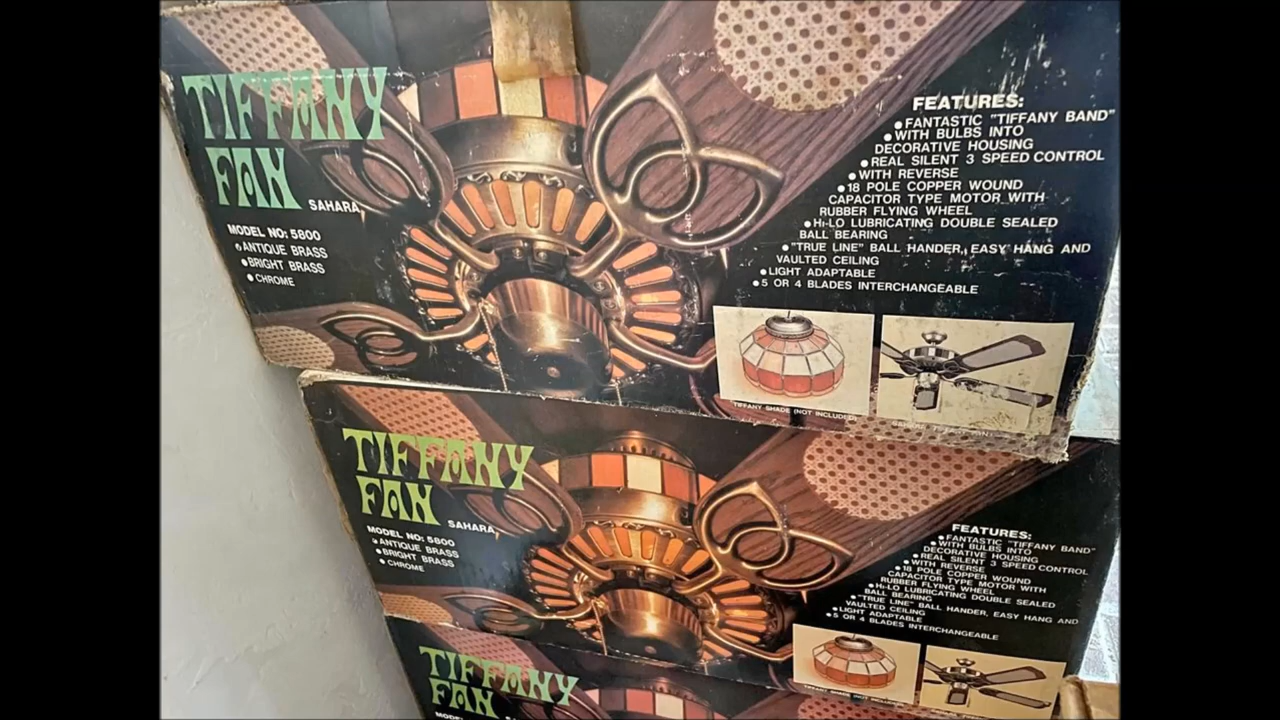 TIFFANY
FAN
SAHARA
MODEL NO: 5800
• ANTIQUE BRASS
• BRIGHT BRASS
• CHROME
FEATURES:
• FANTASTIC "TIFFANY BAND"
• WITH BULBS INTO
DECORATIVE HOUSING
• REAL SILENT 3 SPEED CONTROL
• WITH REVERSE
• 18 POLE COPPER WOUND
CAPACITOR TYPE MOTOR WITH
RUBBER FLYING WHEEL
• Hi-LO LUBRICATING DOUBLE SEALED
BALL BEARING
• "TRUE LINE" BALL HANDER, EASY HANG AND
VAULTED CEILING
• LIGHT ADAPTABLE
• 5 OR 4 BLADES INTERCHANGEABLE
TIFFANY SHADE (NOT INCLUDED)
TIFFANY
FAN
SAHARA
MODEL NO: 5800
• ANTIQUE BRASS
• BRIGHT BRASS
• CHROME
FEATURES:
• FANTASTIC "TIFFANY BAND"
• WITH BULBS INTO
DECORATIVE HOUSING
• REAL SILENT 3 SPEED CONTROL
• WITH REVERSE
• 18 POLE COPPER WOUND
CAPACITOR TYPE MOTOR WITH
RUBBER FLYING WHEEL
• Hi-LO LUBRICATING DOUBLE SEALED
BALL BEARING
• "TRUE LINE" BALL HANDER, EASY HANG AND
VAULTED CEILING
• LIGHT ADAPTABLE
• 5 OR 4 BLADES INTERCHANGEABLE
TIFFANY SHADE (NOT INCLUDED)
TIFFANY
FAN